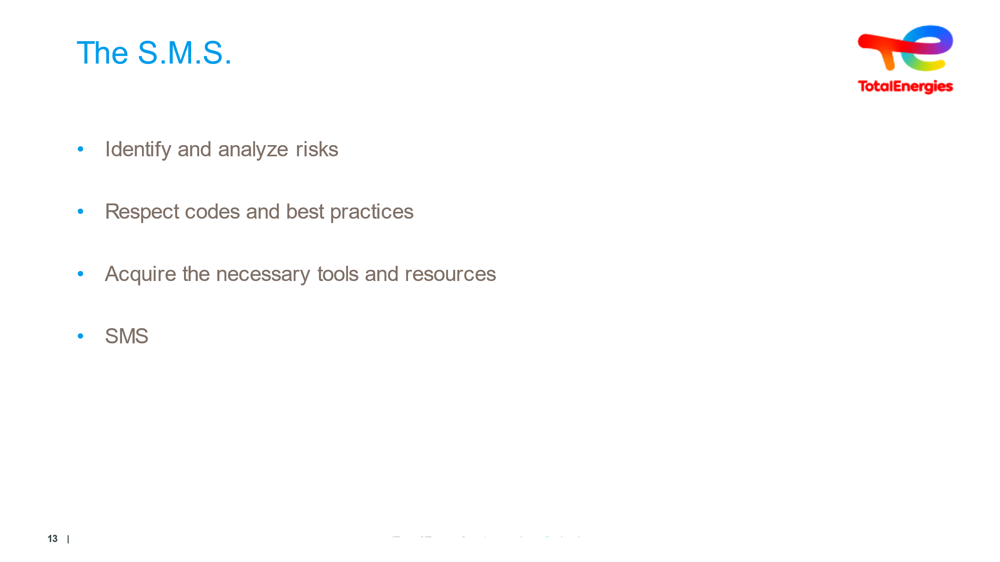 The S.M.S.
TotalEnergies
• Identify and analyze risks
• Respect codes and best practices
• Acquire the necessary tools and resources
• SMS
13 |